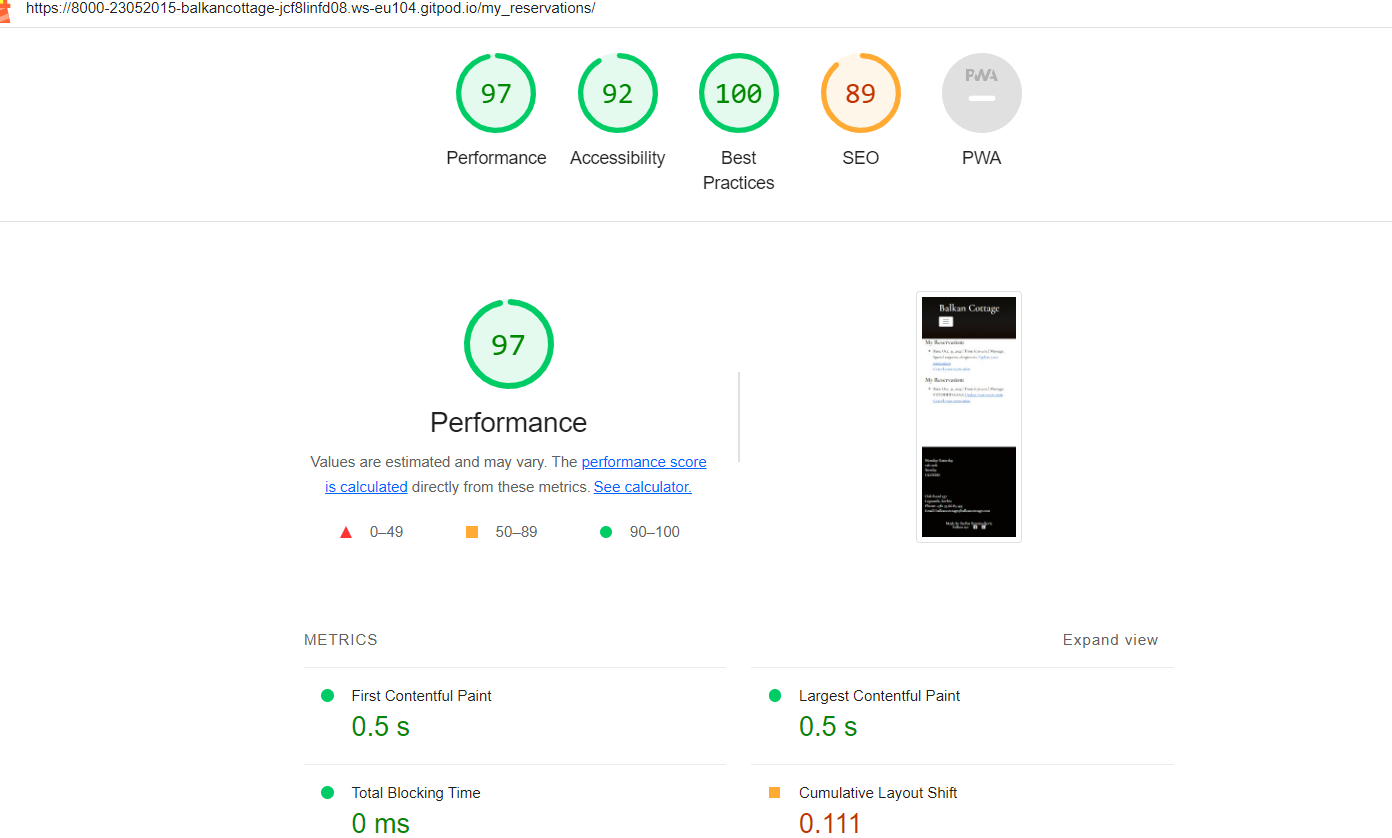 https://8000-23052015-balkancottage-jcf8linfd08.ws-eu104.gitpod.io/my_reservations/
97
92
100
89
PWA
Performance
Accessibility
Best
Practices
SEO
PWA
97
Performance
Values are estimated and may vary. The performance score
is calculated directly from these metrics. See calculator.
0–49
50–89
90–100
Balkan Cottage
My Reservations
My Reservations
METRICS
Expand view
First Contentful Paint
0.5 s
Largest Contentful Paint
0.5 s
Total Blocking Time
0 ms
Cumulative Layout Shift
0.111